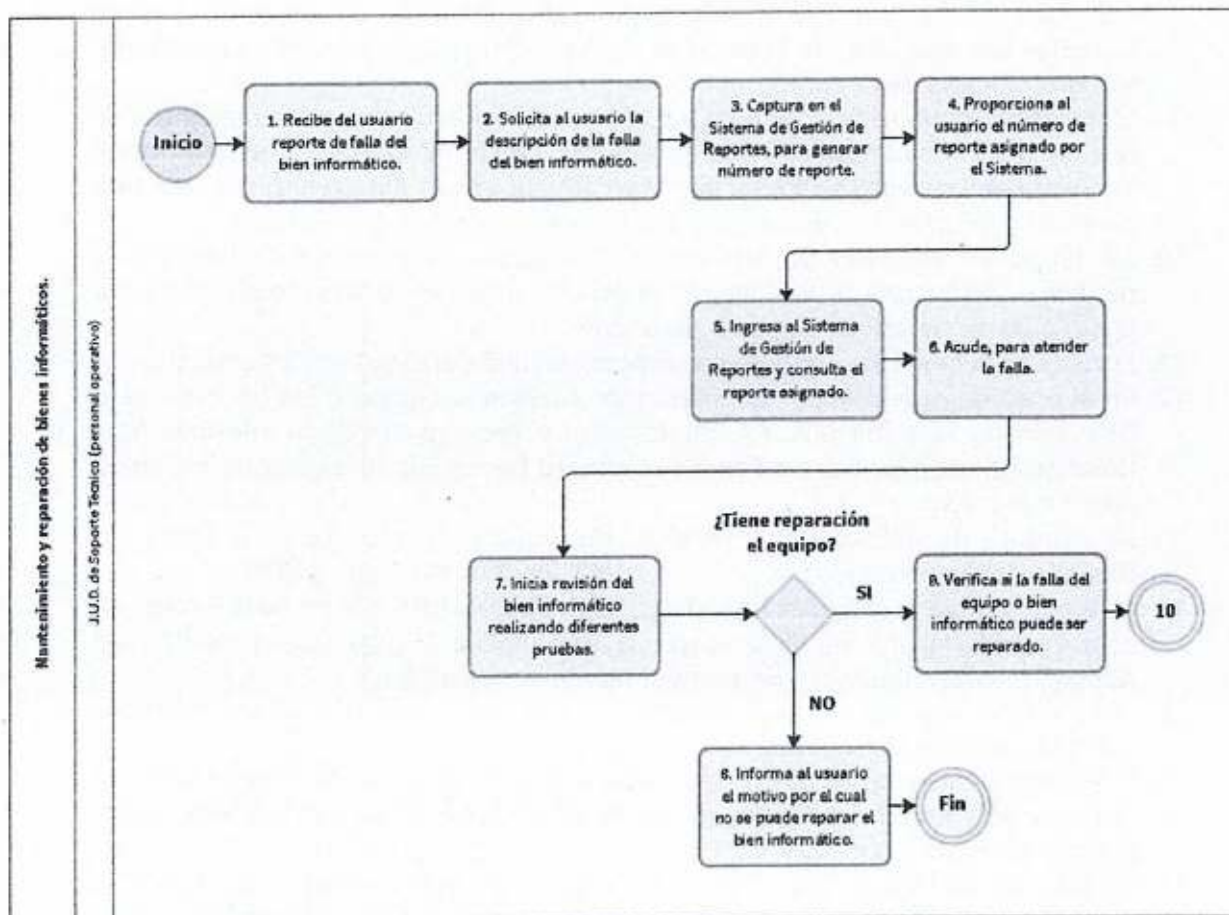 Mantenimiento y reparación de bienes informáticos.
J.U.D. de Soporte Tecnico (personal operativo)
Inicio
1. Recibe del usuario
reporte de falla del
bien informático.
2. Solicita al usuario la
descripción de la falla
del bien informático.
3. Captura en el
Sistema de Gestión de
Reportes, para generar
número de reporte.
4. Proporciona al
usuario el número de
reporte asignado por
el Sistema.
5. Ingresa al Sistema
de Gestión de
Reportes y consulta el
reporte asignado.
6. Acude, para atender
la falla.
7. Inicia revisión del
bien informático
realizando diferentes
pruebas.
¿Tiene reparación
el equipo?
SI
9. Verifica si la falla del
equipo o bien
informático puede ser
reparado.
10
NO
8. Informa al usuario
el motivo por el cual
no se puede reparar el
bien informático.
Fin